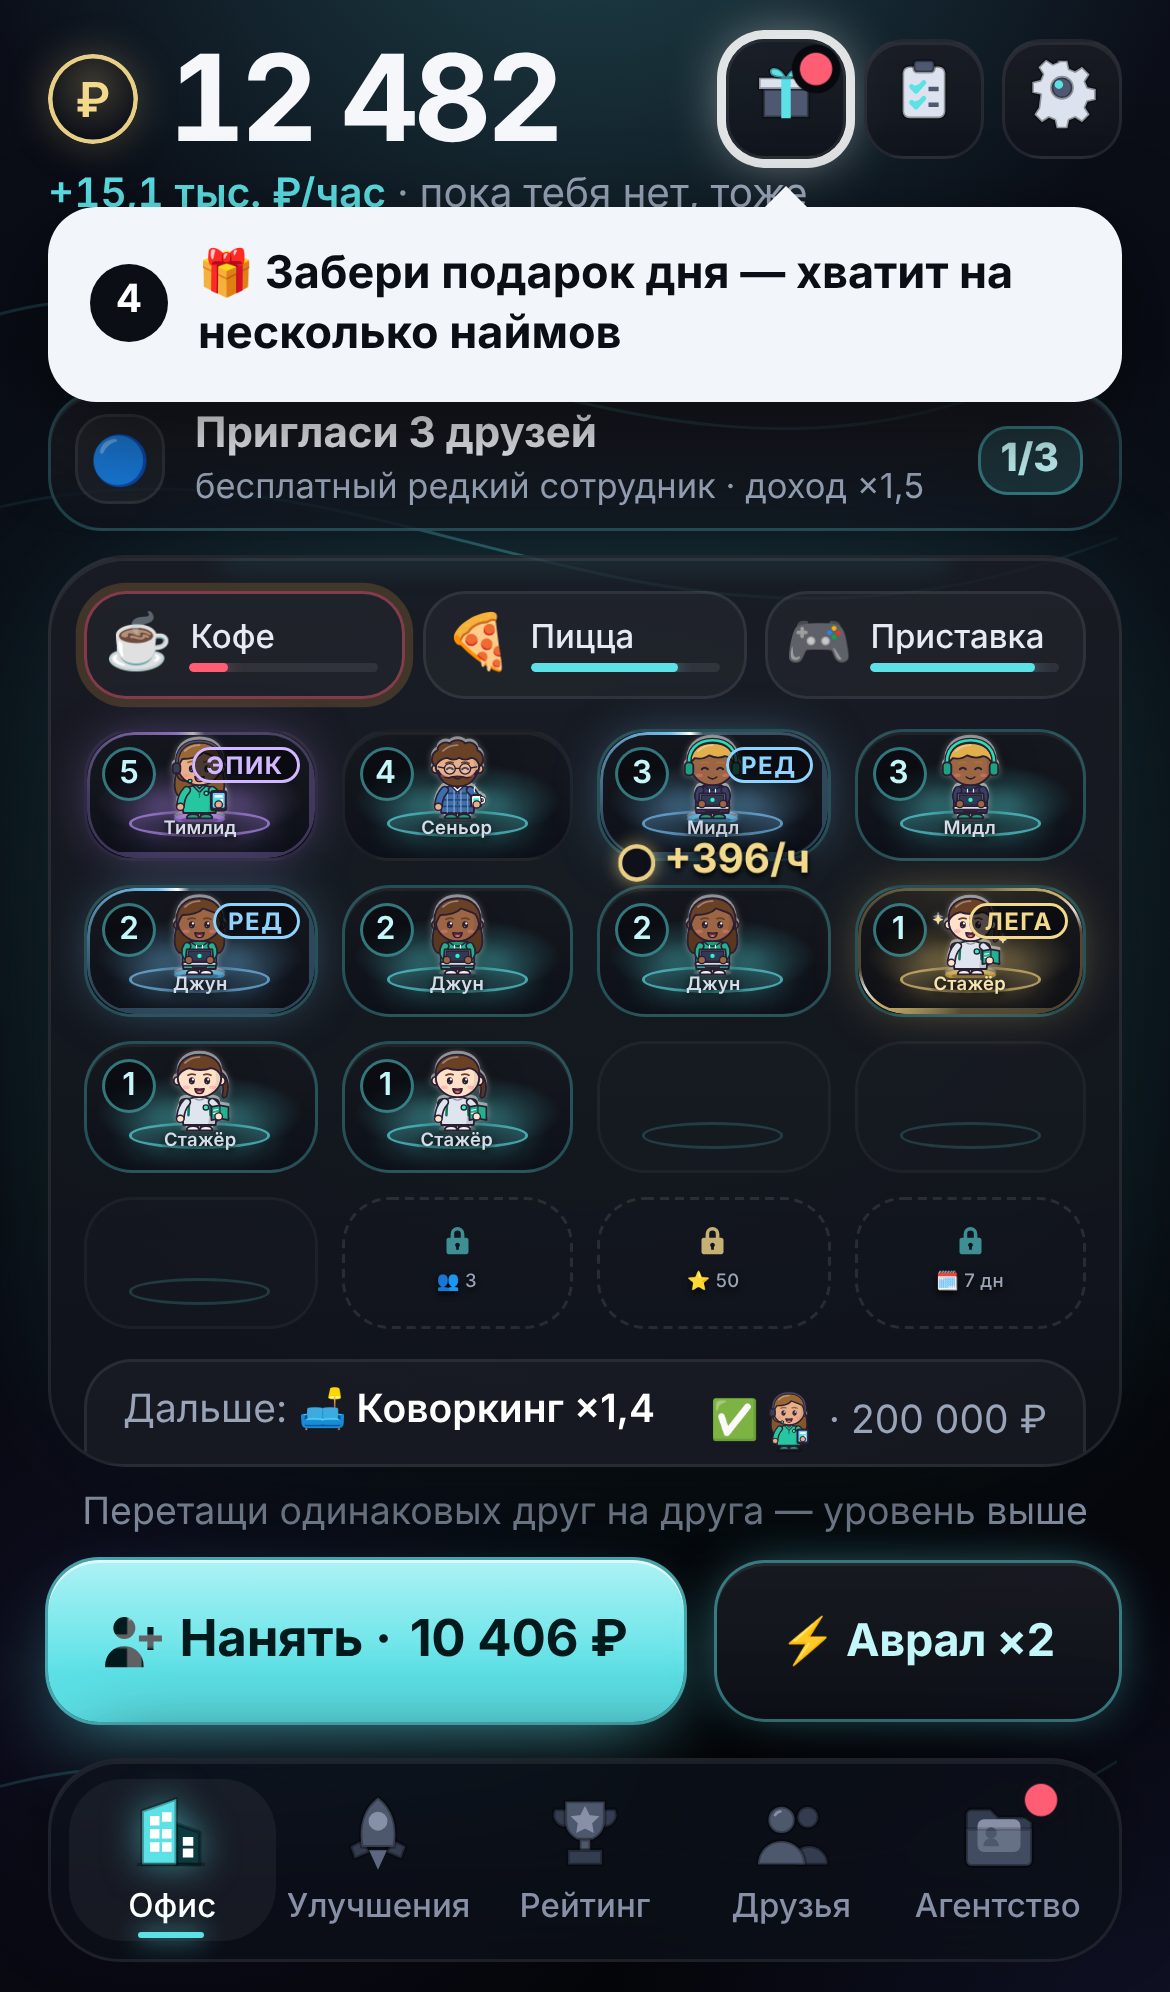 ₽ 12 482
+15,1 тыс. ₽/час · пока тебя нет, тоже
4
🎁 Забери подарок дня — хватит на
несколько наймов
Пригласи 3 друзей
бесплатный редкий сотрудник · доход ×1,5
1/3
Кофе
Пицца
Приставка
5 ЭПИК
Тимлид
4
Сеньор
3 РЕД
Мидл
3
Мидл
+396/ч
2 РЕД
Джун
2
Джун
2
Джун
1 ЛЕГА
Стажёр
1
Стажёр
1
Стажёр
👥 3
⭐ 50
🗓️ 7 дн
Дальше: 🛋️ Коворкинг ×1,4
✅ · 200 000 ₽
Перетащи одинаковых друг на друга — уровень выше
Нанять · 10 406 ₽
⚡ Аврал ×2
Офис
Улучшения
Рейтинг
Друзья
Агентство